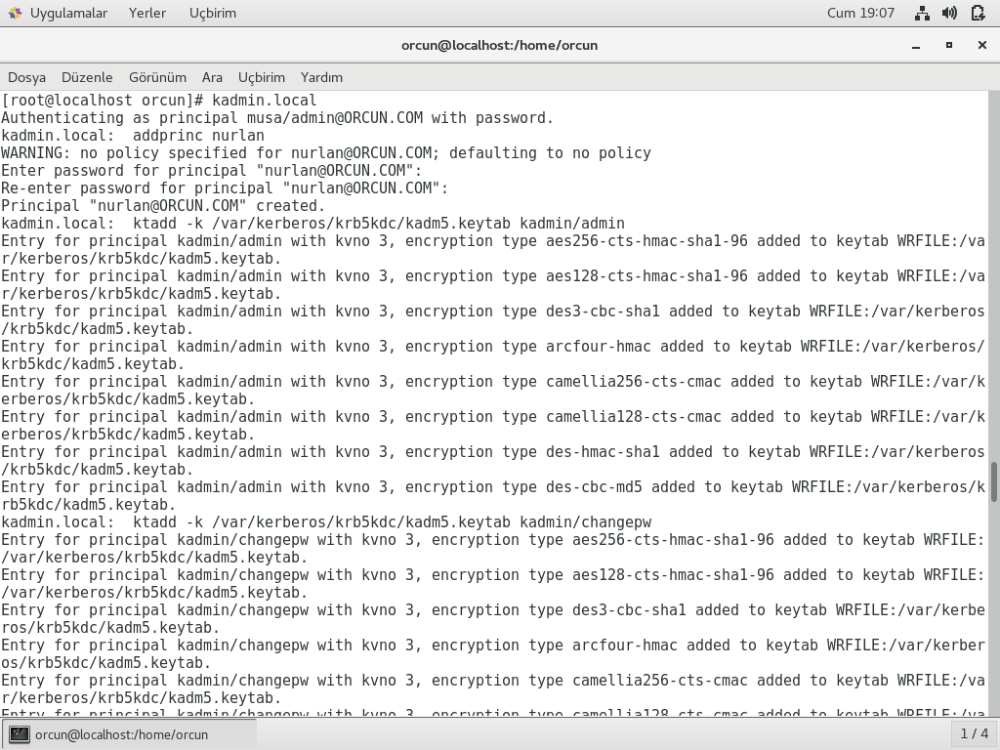 Uygulamalar Yerler Uçbirim Cum 19:07
orcun@localhost:/home/orcun
Dosya Düzenle Görünüm Ara Uçbirim Yardım
[root@localhost orcun]# kadmin.local
Authenticating as principal musa/admin@ORCUN.COM with password.
kadmin.local:  addprinc nurlan
WARNING: no policy specified for nurlan@ORCUN.COM; defaulting to no policy
Enter password for principal "nurlan@ORCUN.COM":
Re-enter password for principal "nurlan@ORCUN.COM":
Principal "nurlan@ORCUN.COM" created.
kadmin.local:  ktadd -k /var/kerberos/krb5kdc/kadm5.keytab kadmin/admin
Entry for principal kadmin/admin with kvno 3, encryption type aes256-cts-hmac-sha1-96 added to keytab WRFILE:/va
r/kerberos/krb5kdc/kadm5.keytab.
Entry for principal kadmin/admin with kvno 3, encryption type aes128-cts-hmac-sha1-96 added to keytab WRFILE:/va
r/kerberos/krb5kdc/kadm5.keytab.
Entry for principal kadmin/admin with kvno 3, encryption type des3-cbc-sha1 added to keytab WRFILE:/var/kerberos
/krb5kdc/kadm5.keytab.
Entry for principal kadmin/admin with kvno 3, encryption type arcfour-hmac added to keytab WRFILE:/var/kerberos/
krb5kdc/kadm5.keytab.
Entry for principal kadmin/admin with kvno 3, encryption type camellia256-cts-cmac added to keytab WRFILE:/var/k
erberos/krb5kdc/kadm5.keytab.
Entry for principal kadmin/admin with kvno 3, encryption type camellia128-cts-cmac added to keytab WRFILE:/var/k
erberos/krb5kdc/kadm5.keytab.
Entry for principal kadmin/admin with kvno 3, encryption type des-hmac-sha1 added to keytab WRFILE:/var/kerberos
/krb5kdc/kadm5.keytab.
Entry for principal kadmin/admin with kvno 3, encryption type des-cbc-md5 added to keytab WRFILE:/var/kerberos/k
rb5kdc/kadm5.keytab.
kadmin.local:  ktadd -k /var/kerberos/krb5kdc/kadm5.keytab kadmin/changepw
Entry for principal kadmin/changepw with kvno 3, encryption type aes256-cts-hmac-sha1-96 added to keytab WRFILE:
/var/kerberos/krb5kdc/kadm5.keytab.
Entry for principal kadmin/changepw with kvno 3, encryption type aes128-cts-hmac-sha1-96 added to keytab WRFILE:
/var/kerberos/krb5kdc/kadm5.keytab.
Entry for principal kadmin/changepw with kvno 3, encryption type des3-cbc-sha1 added to keytab WRFILE:/var/kerbe
ros/krb5kdc/kadm5.keytab.
Entry for principal kadmin/changepw with kvno 3, encryption type arcfour-hmac added to keytab WRFILE:/var/kerber
os/krb5kdc/kadm5.keytab.
Entry for principal kadmin/changepw with kvno 3, encryption type camellia256-cts-cmac added to keytab WRFILE:/va
r/kerberos/krb5kdc/kadm5.keytab.
Entry for principal kadmin/changepw with kvno 3, encryption type camellia128-cts-cmac added to keytab WRFILE:/va
orcun@localhost:/home/orcun 1 / 4